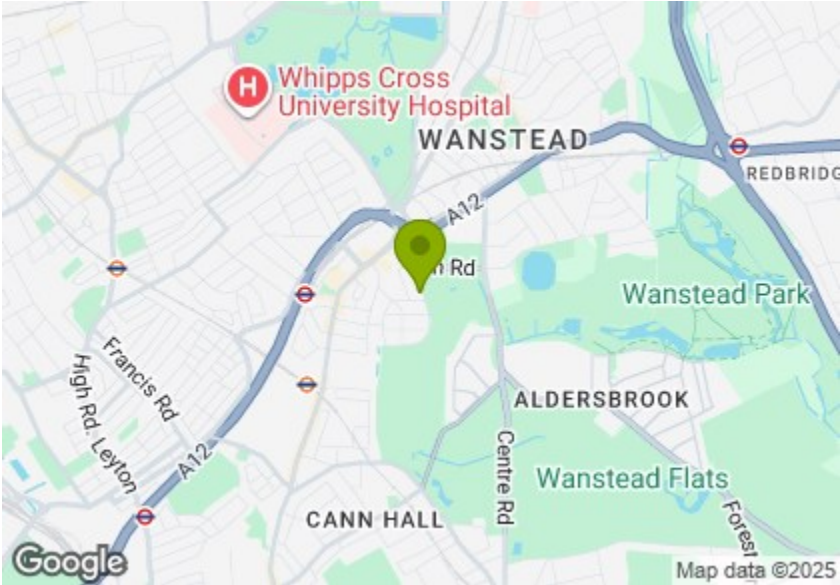 H
Whipps Cross
University Hospital
WANSTEAD
A12
REDBRIDG
Rd
Wanstead Park
Francis Rd
High Rd. Leyton
A12
ALDERSBROOK
Centre Rd
Wanstead Flats
CANN HALL
Forest
Google
Map data ©2025